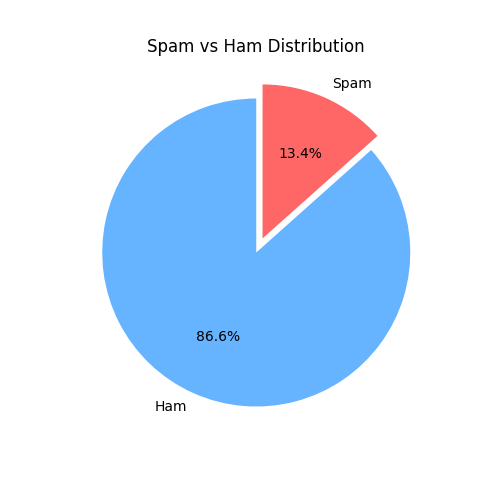 Spam vs Ham Distribution
Spam
13.4%
86.6%
Ham